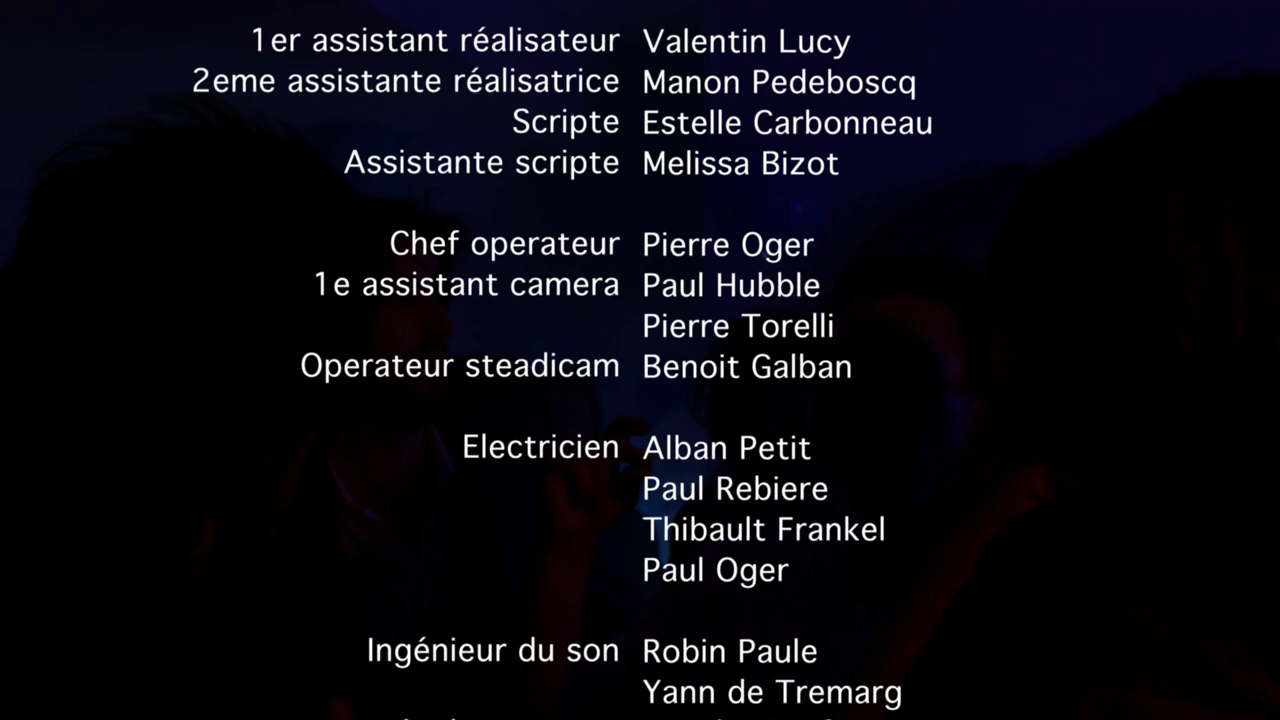 1er assistant réalisateur Valentin Lucy
2eme assistante réalisatrice Manon Pedeboscq
Scripte Estelle Carbonneau
Assistante scripte Melissa Bizot
Chef operateur Pierre Oger
1e assistant camera Paul Hubble
Pierre Torelli
Operateur steadicam Benoit Galban
Electricien Alban Petit
Paul Rebiere
Thibault Frankel
Paul Oger
Ingénieur du son Robin Paule
Yann de Tremarg